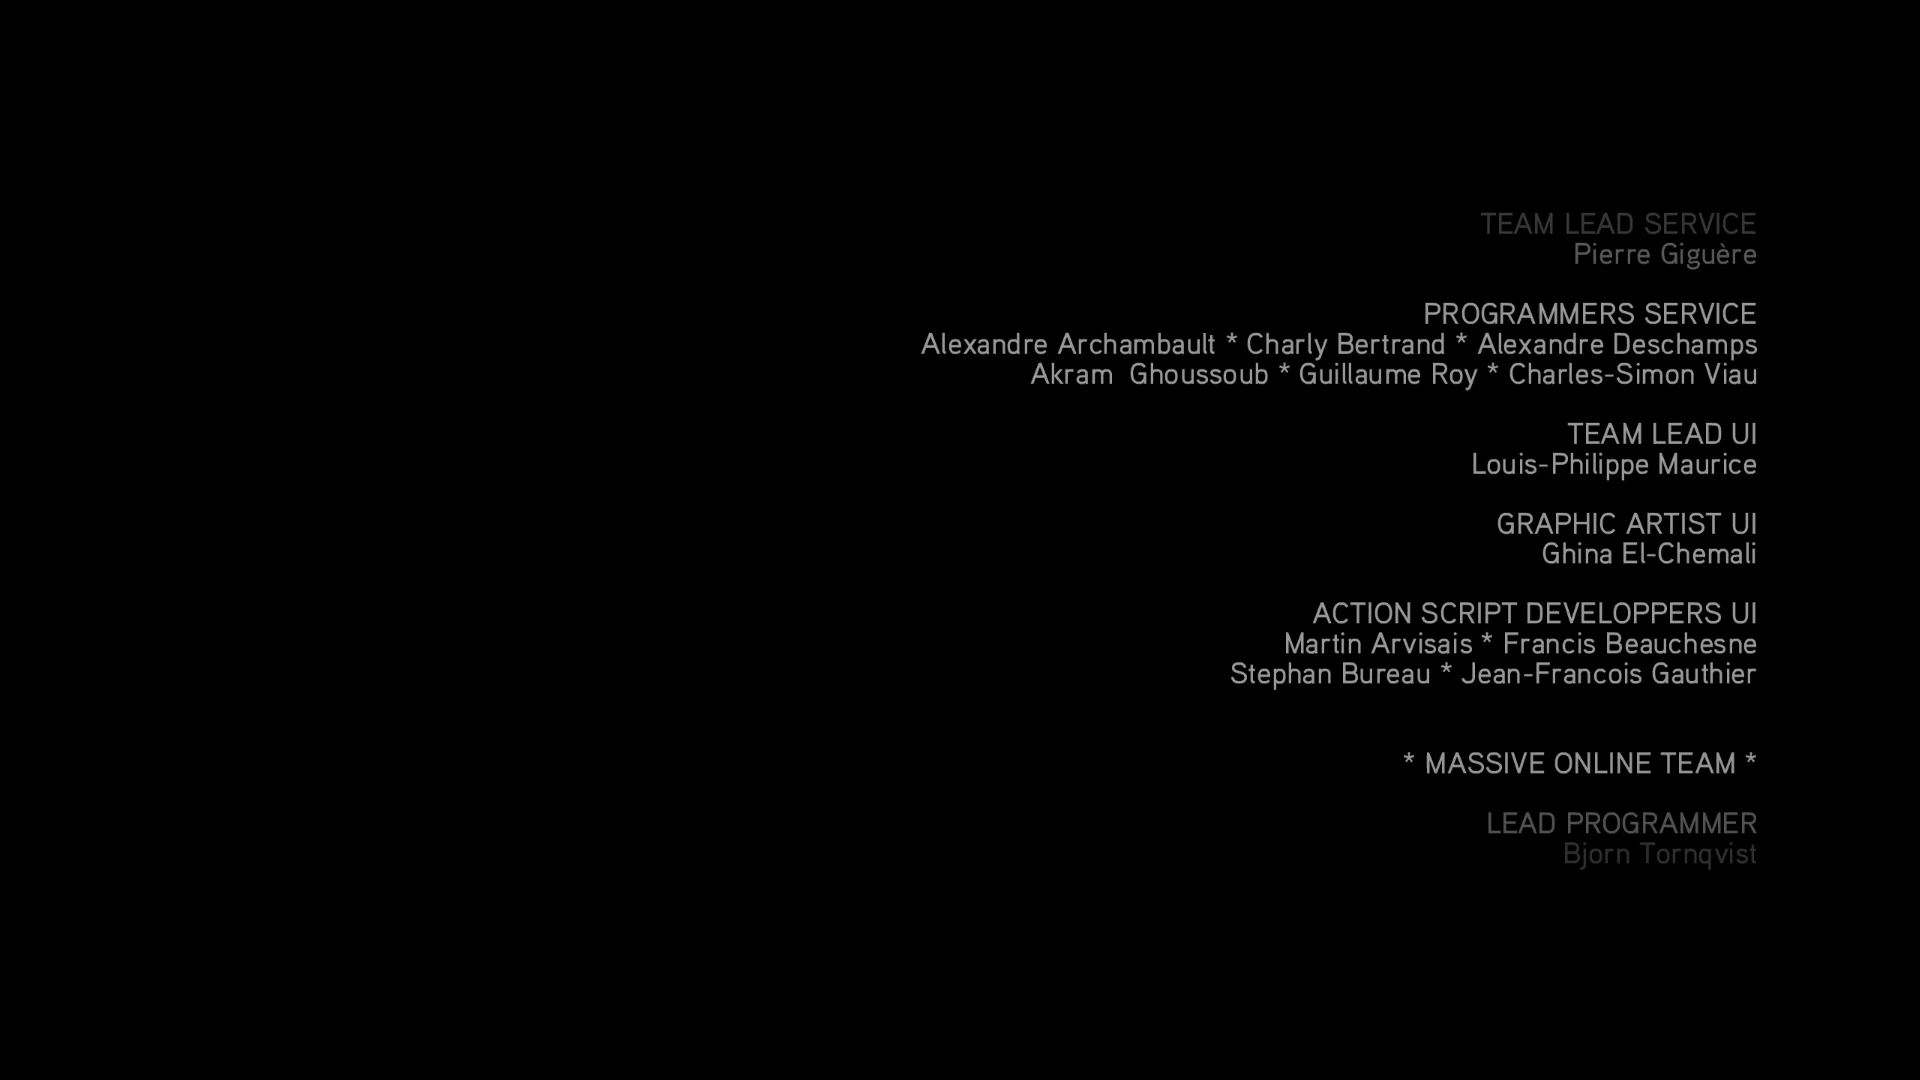 TEAM LEAD SERVICE
Pierre Giguère
PROGRAMMERS SERVICE
Alexandre Archambault * Charly Bertrand * Alexandre Deschamps
Akram  Ghoussoub * Guillaume Roy * Charles-Simon Viau
TEAM LEAD UI
Louis-Philippe Maurice
GRAPHIC ARTIST UI
Ghina El-Chemali
ACTION SCRIPT DEVELOPPERS UI
Martin Arvisais * Francis Beauchesne
Stephan Bureau * Jean-Francois Gauthier
* MASSIVE ONLINE TEAM *
LEAD PROGRAMMER
Bjorn Tornqvist